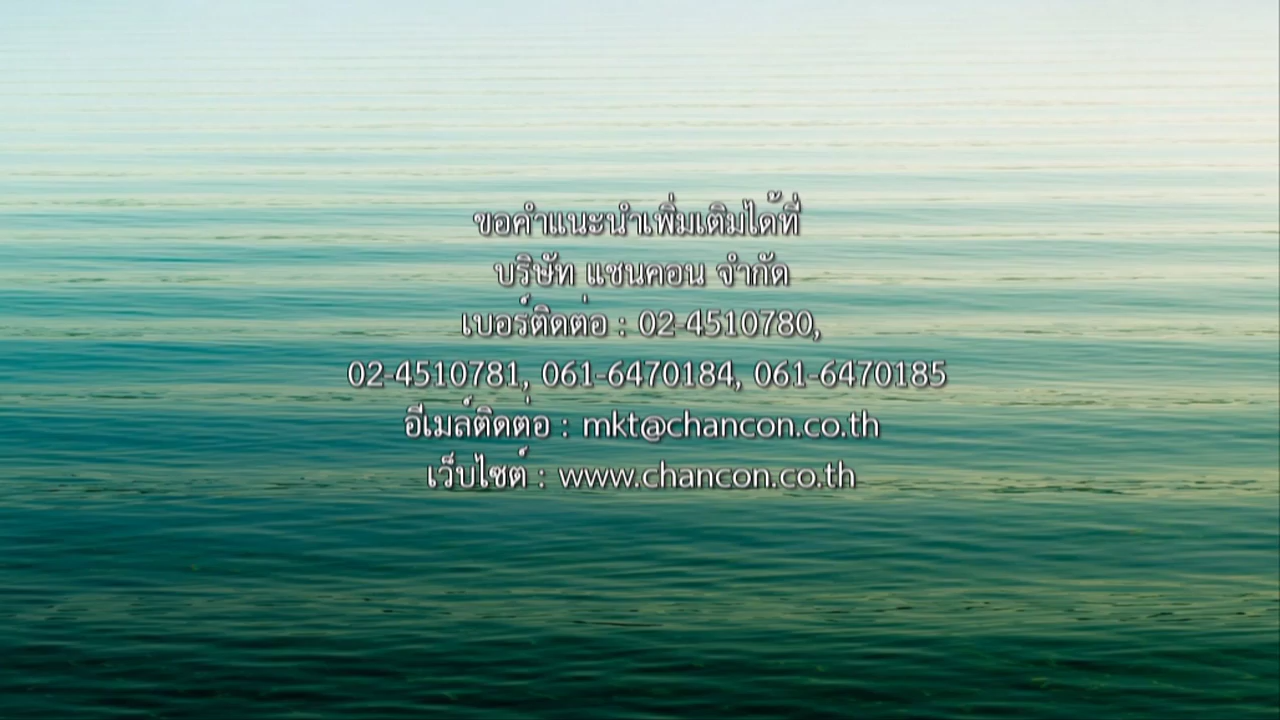 ขอคำแนะนำเพิ่มเติมได้ที่
บริษัท แชนคอน จำกัด
เบอร์ติดต่อ : 02-4510780,
02-4510781, 061-6470184, 061-6470185
อีเมล์ติดต่อ : mkt@chancon.co.th
เว็บไซต์ : www.chancon.co.th